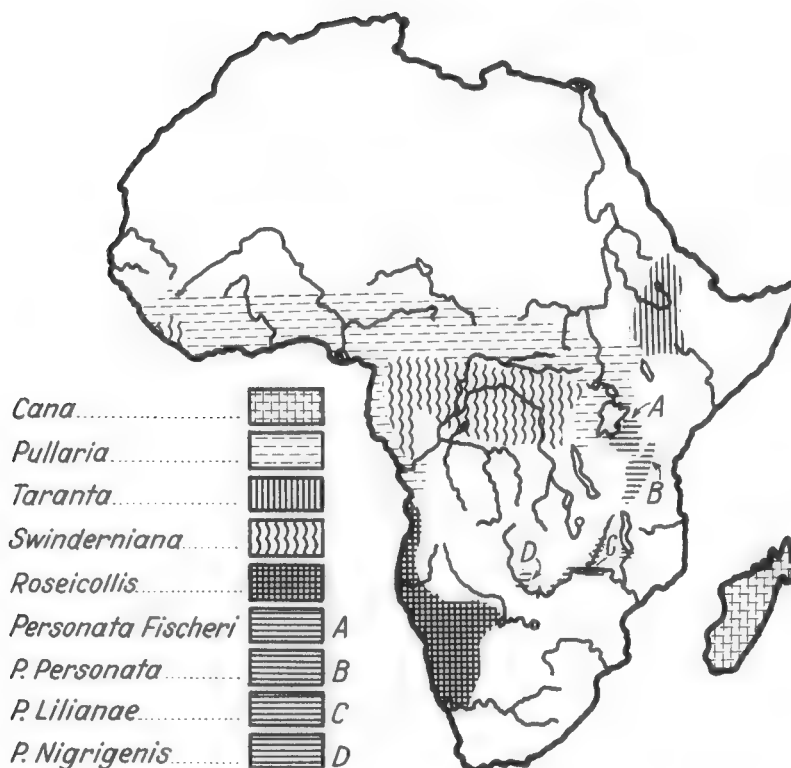 Cana
Pullaria
Taranta
Swinderniana
Roseicollis
Personata Fischeri A
P. Personata B
P. Lilianae C
P. Nigrigenis D
A
B
C
D